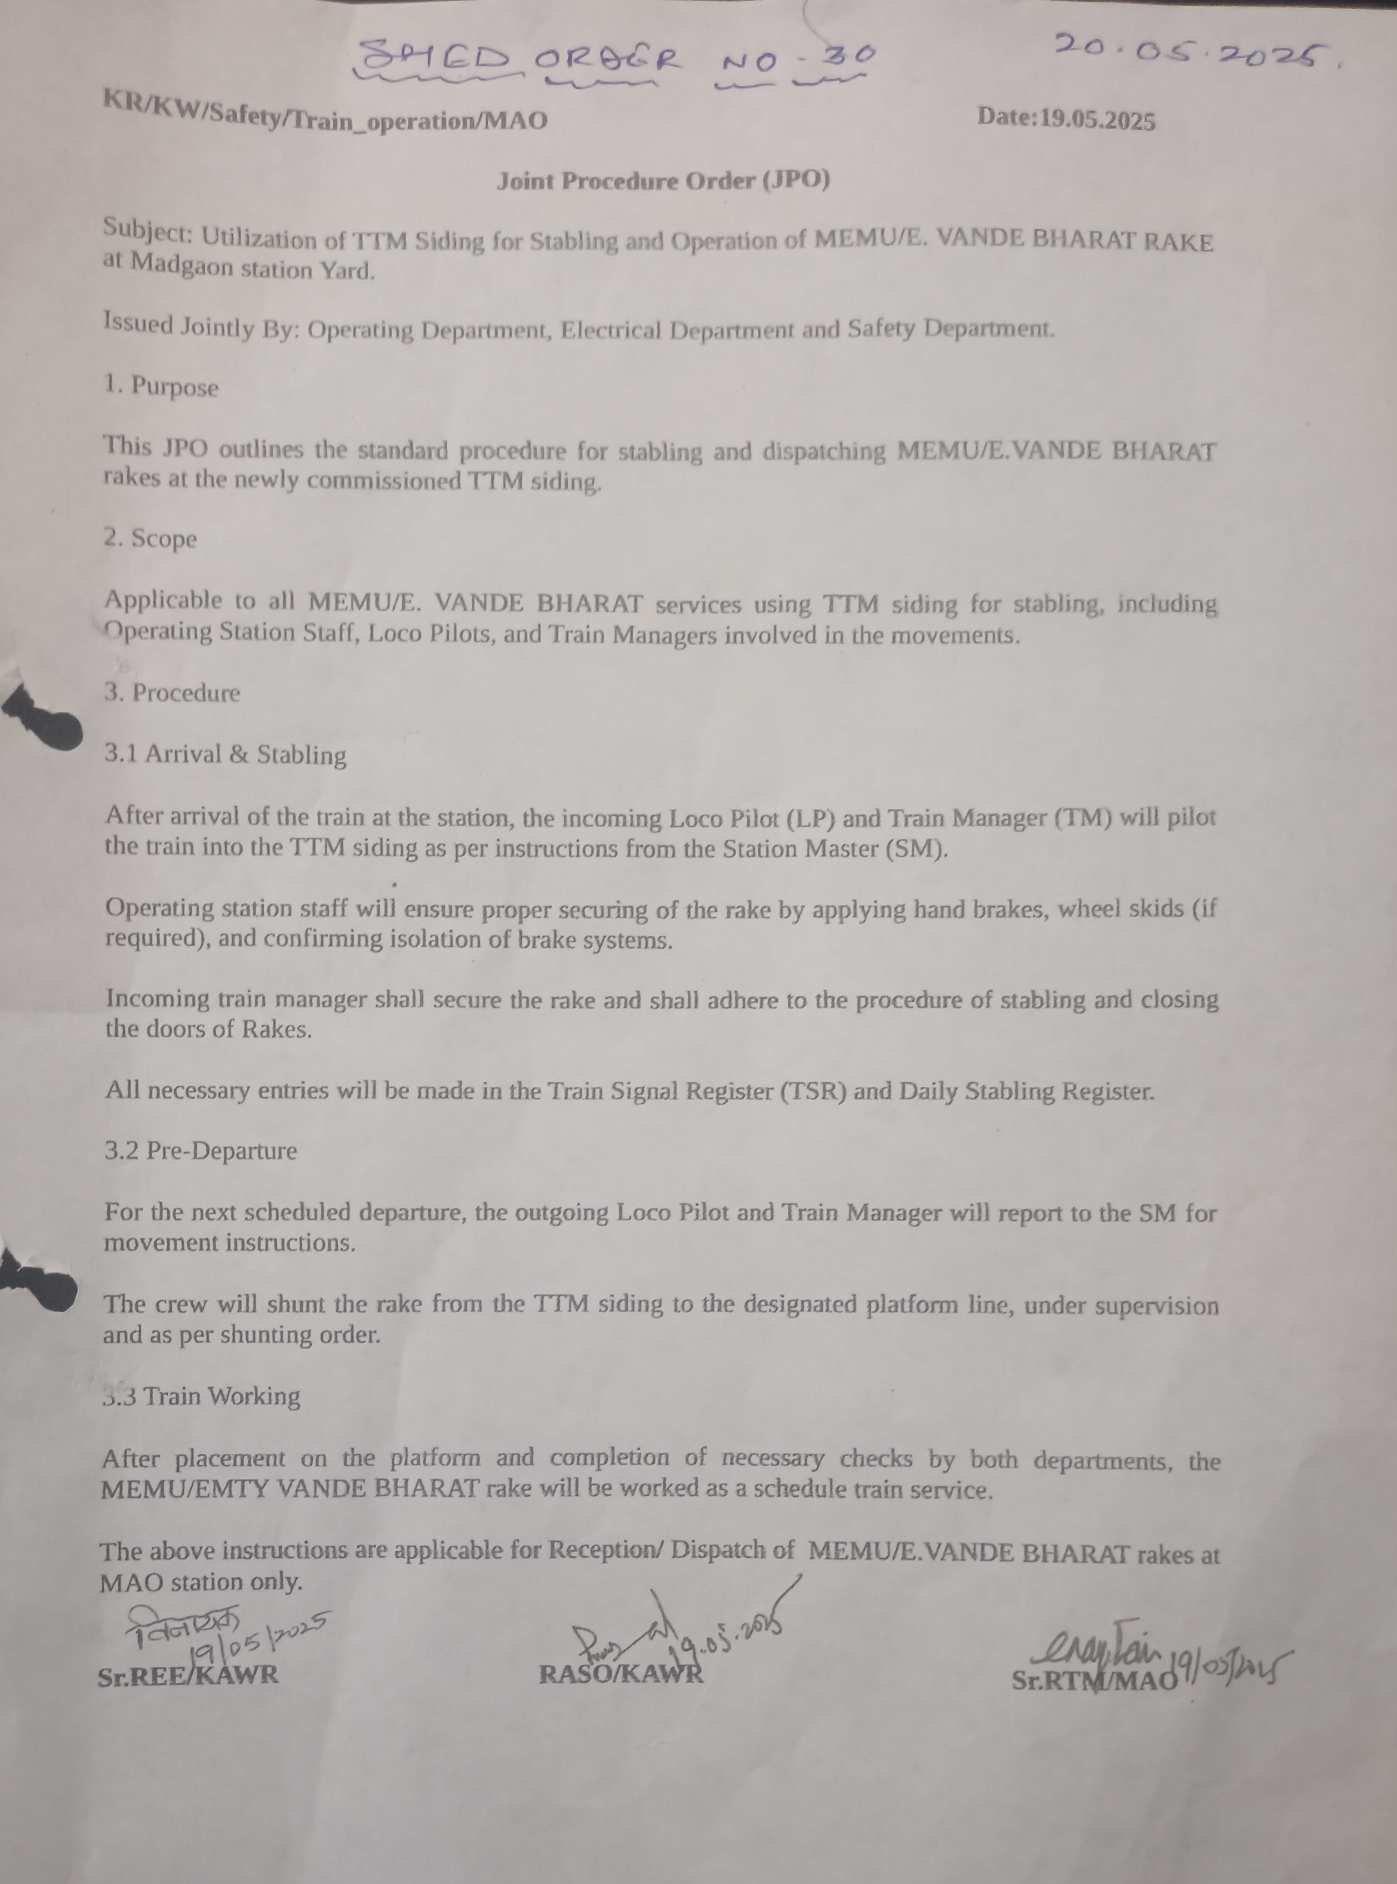 SHED ORDER NO - 30
20.05.2025.
KR/KW/Safety/Train_operation/MAO
Date:19.05.2025
Joint Procedure Order (JPO)
Subject: Utilization of TTM Siding for Stabling and Operation of MEMU/E. VANDE BHARAT RAKE
at Madgaon station Yard.
Issued Jointly By: Operating Department, Electrical Department and Safety Department.
1. Purpose
This JPO outlines the standard procedure for stabling and dispatching MEMU/E.VANDE BHARAT
rakes at the newly commissioned TTM siding.
2. Scope
Applicable to all MEMU/E. VANDE BHARAT services using TTM siding for stabling, including
Operating Station Staff, Loco Pilots, and Train Managers involved in the movements.
3. Procedure
3.1 Arrival & Stabling
After arrival of the train at the station, the incoming Loco Pilot (LP) and Train Manager (TM) will pilot
the train into the TTM siding as per instructions from the Station Master (SM).
Operating station staff will ensure proper securing of the rake by applying hand brakes, wheel skids (if
required), and confirming isolation of brake systems.
Incoming train manager shall secure the rake and shall adhere to the procedure of stabling and closing
the doors of Rakes.
All necessary entries will be made in the Train Signal Register (TSR) and Daily Stabling Register.
3.2 Pre-Departure
For the next scheduled departure, the outgoing Loco Pilot and Train Manager will report to the SM for
movement instructions.
The crew will shunt the rake from the TTM siding to the designated platform line, under supervision
and as per shunting order.
3.3 Train Working
After placement on the platform and completion of necessary checks by both departments, the
MEMU/EMTY VANDE BHARAT rake will be worked as a schedule train service.
The above instructions are applicable for Reception/ Dispatch of MEMU/E.VANDE BHARAT rakes at
MAO station only.
19/05/2025
19.05.2025
19/05/2025
Sr.REE/KAWR
RASO/KAWR
Sr.RTM/MAO